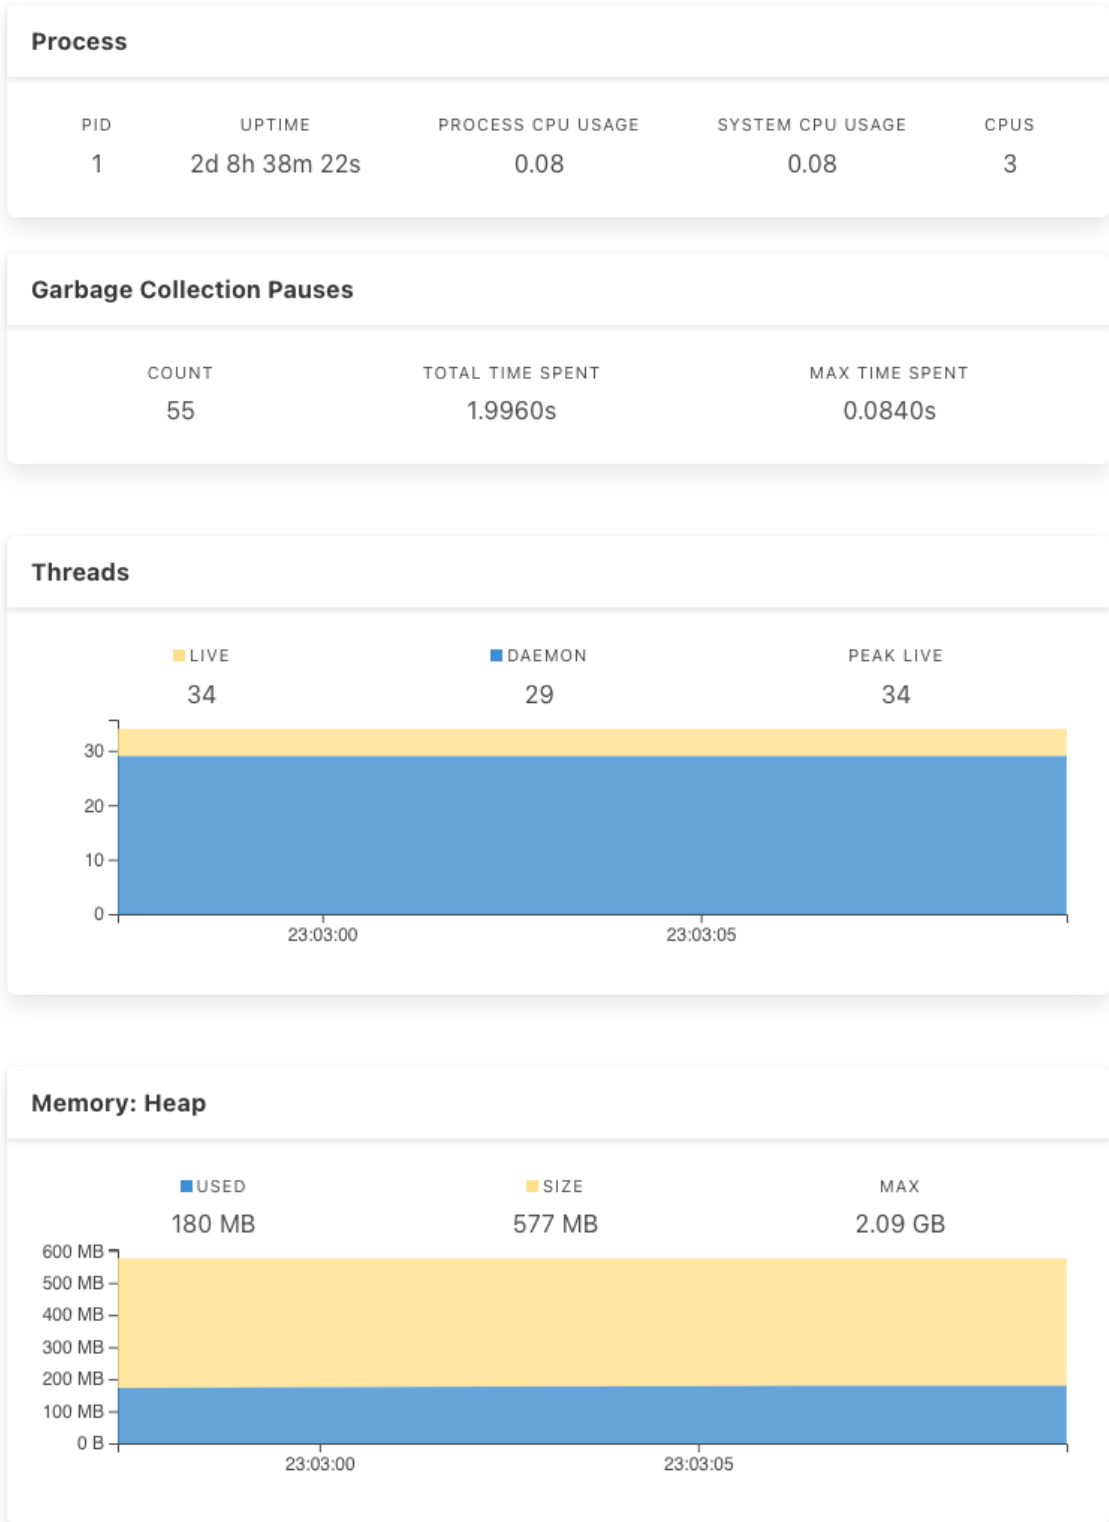 Process
PID UPTIME PROCESS CPU USAGE SYSTEM CPU USAGE CPUS
1 2d 8h 38m 22s 0.08 0.08 3
Garbage Collection Pauses
COUNT TOTAL TIME SPENT MAX TIME SPENT
55 1.9960s 0.0840s
Threads
LIVE DAEMON PEAK LIVE
34 29 34
30
20
10
0
23:03:00 23:03:05
Memory: Heap
USED SIZE MAX
180 MB 577 MB 2.09 GB
600 MB
500 MB
400 MB
300 MB
200 MB
100 MB
0 B
23:03:00 23:03:05